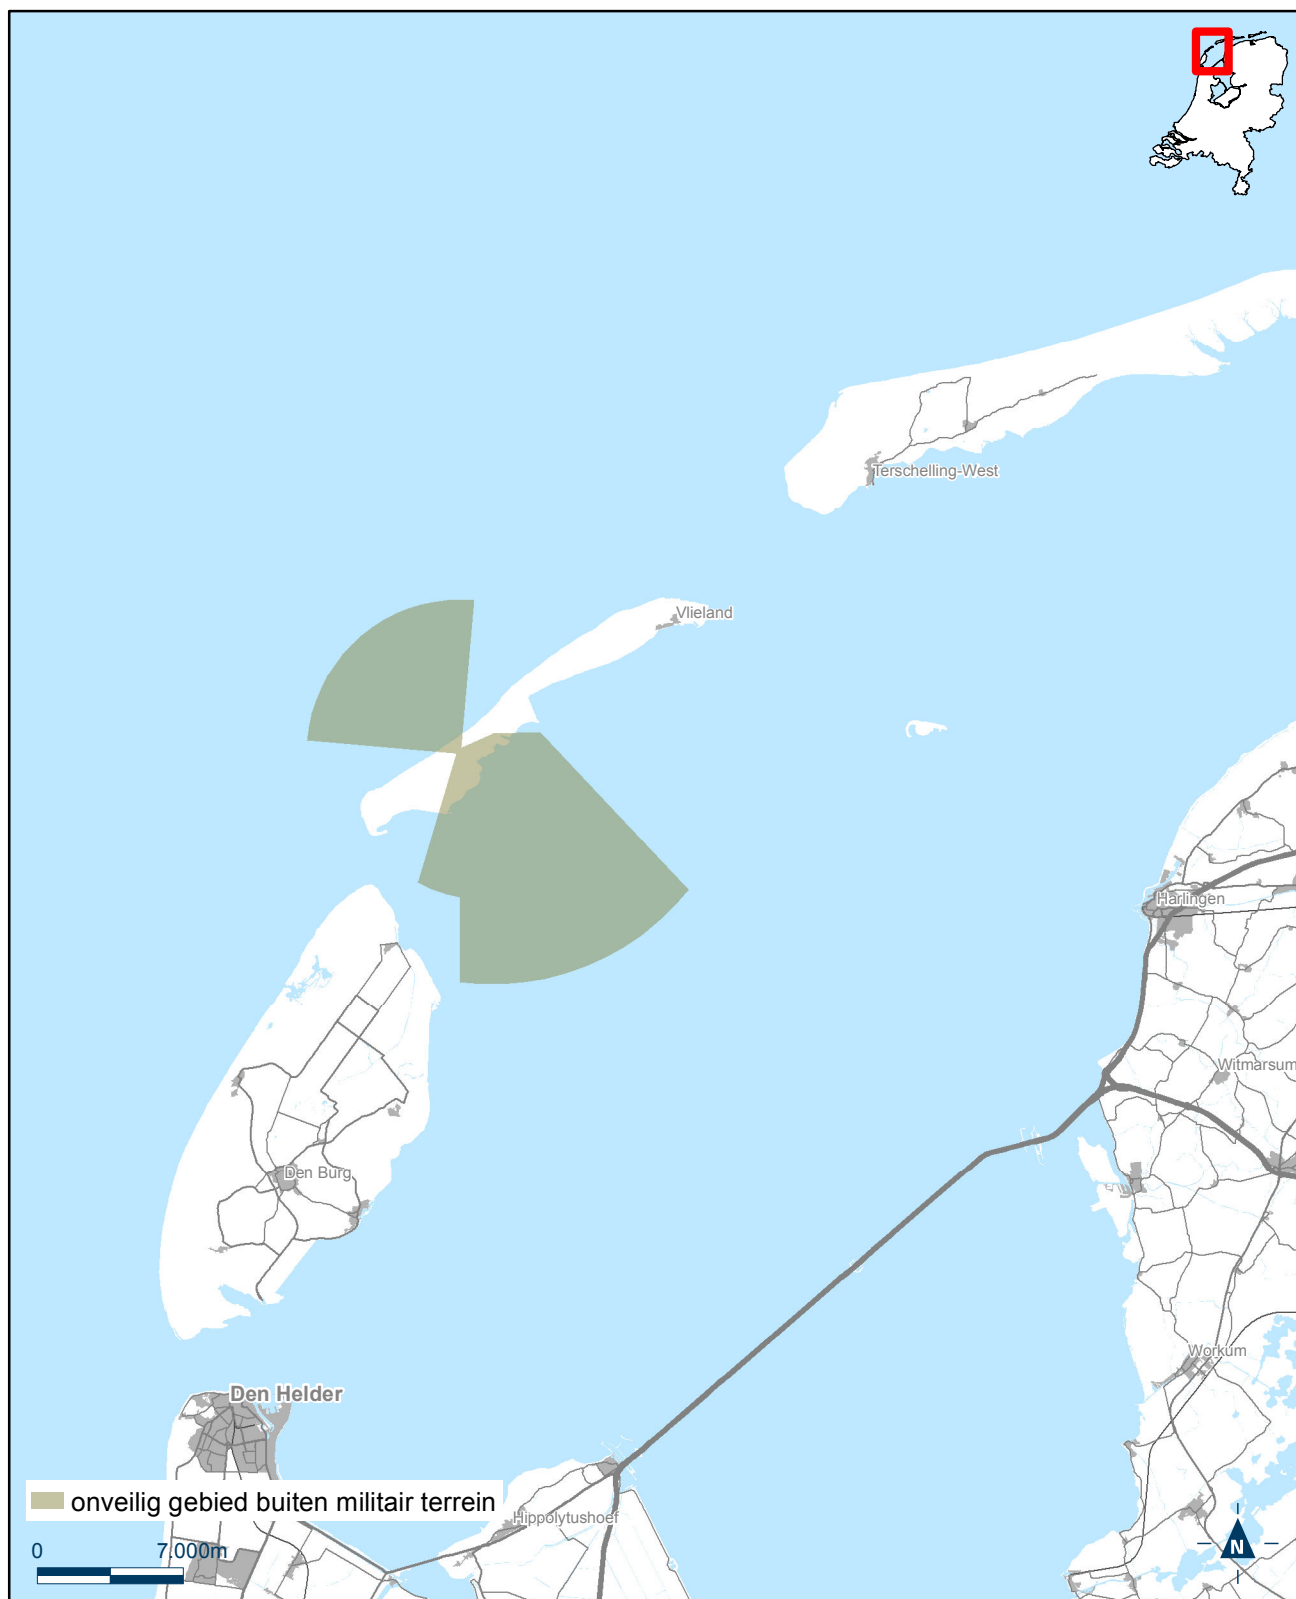 Terschelling-West
Vlieland
Harlingen
Witmarsum
Den Burg
Workum
Den Helder
onveilig gebied buiten militair terrein
Hippolytushoef
0 7.000m
N